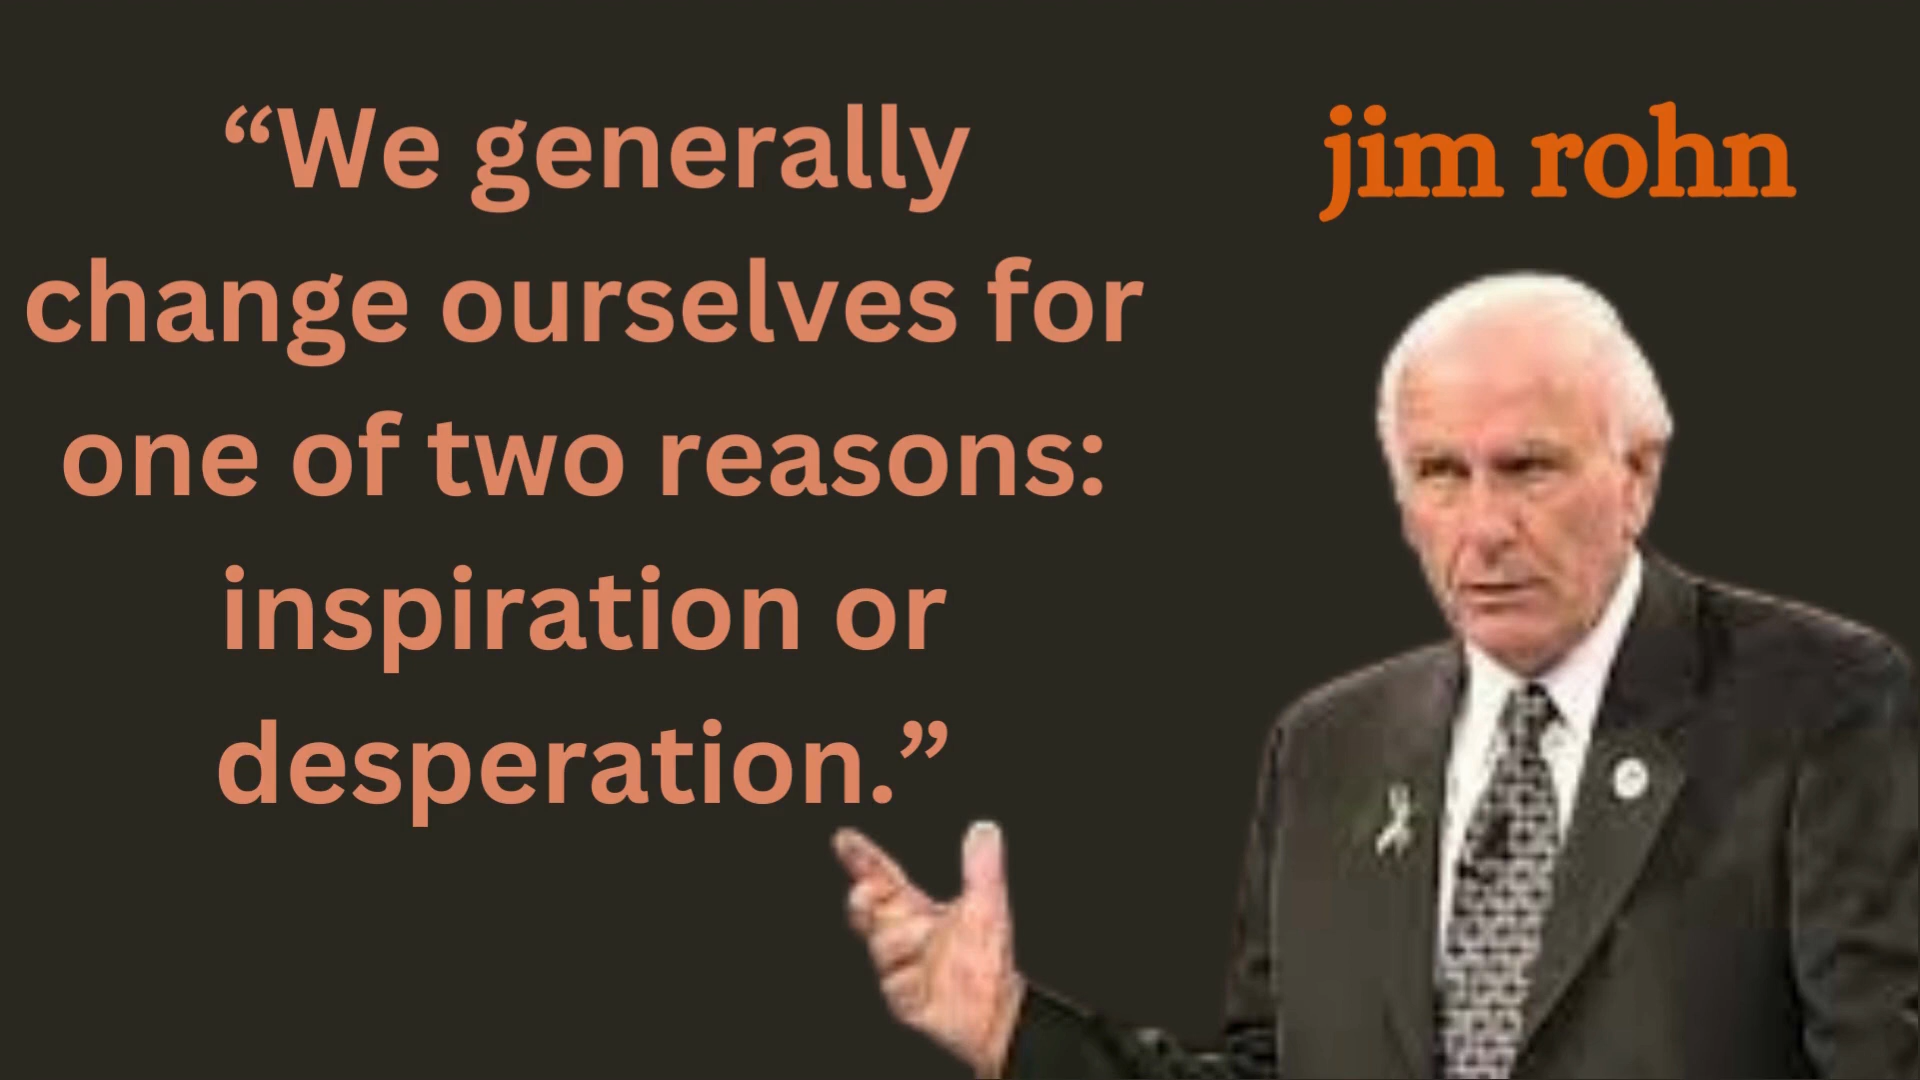 “We generally
change ourselves for
one of two reasons:
inspiration or
desperation.”
jim rohn